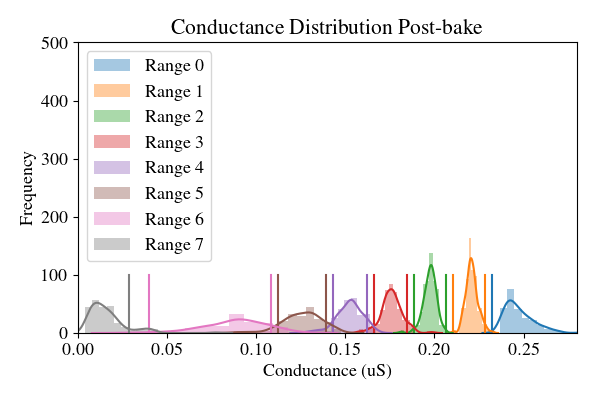 Conductance Distribution Post-bake
500
400
300
200
100
0
Frequency
Range 0
Range 1
Range 2
Range 3
Range 4
Range 5
Range 6
Range 7
0.00 0.05 0.10 0.15 0.20 0.25
Conductance (uS)